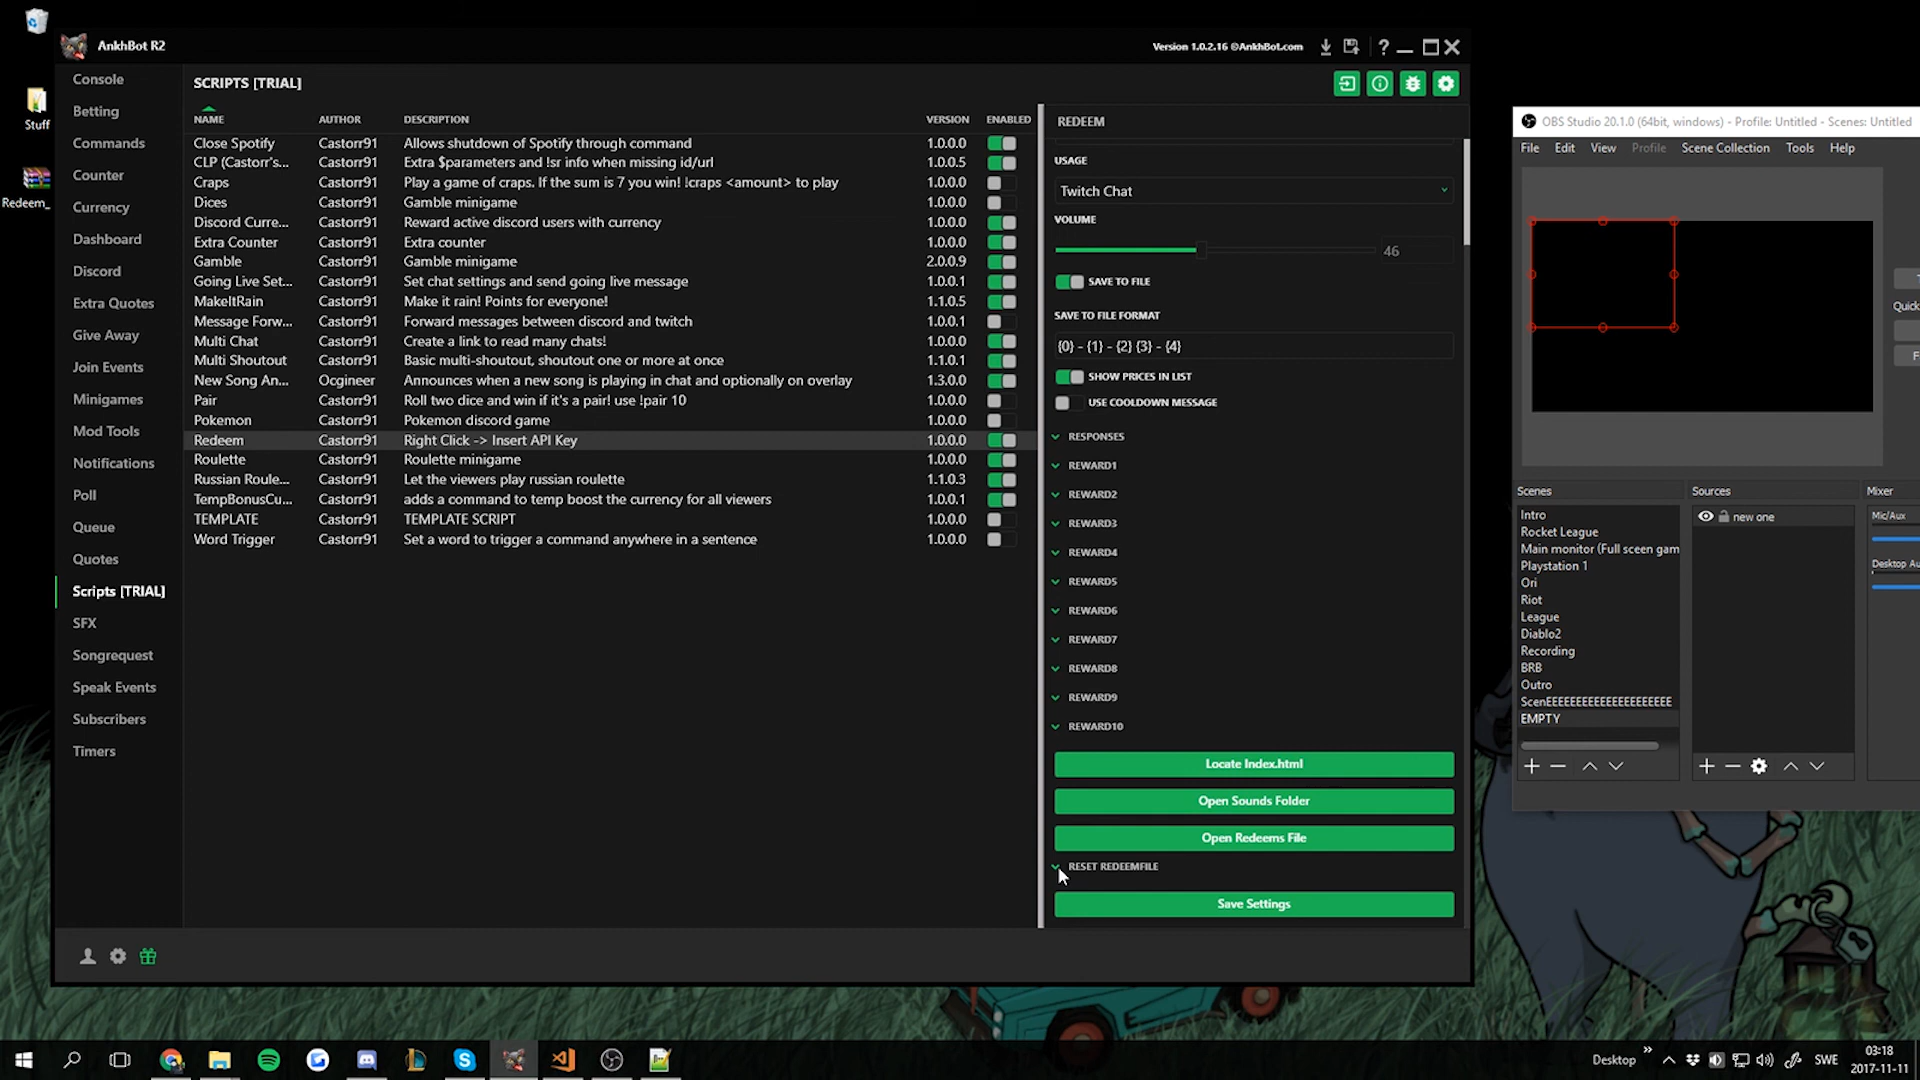 Stuff
Redeem_
AnkhBot R2
Version 1.0.2.16 ©AnkhBot.com
Console
Betting
Commands
Counter
Currency
Dashboard
Discord
Extra Quotes
Give Away
Join Events
Minigames
Mod Tools
Notifications
Poll
Queue
Quotes
Scripts [TRIAL]
SFX
Songrequest
Speak Events
Subscribers
Timers
SCRIPTS [TRIAL]
NAME AUTHOR DESCRIPTION VERSION ENABLED
Close Spotify Castorr91 Allows shutdown of Spotify through command 1.0.0.0
CLP (Castorr's... Castorr91 Extra $parameters and !sr info when missing id/url 1.0.0.5
Craps Castorr91 Play a game of craps. If the sum is 7 you win! !craps <amount> to play 1.0.0.0
Dices Castorr91 Gamble minigame 1.0.0.0
Discord Curre... Castorr91 Reward active discord users with currency 1.0.0.0
Extra Counter Castorr91 Extra counter 1.0.0.0
Gamble Castorr91 Gamble minigame 2.0.0.9
Going Live Set... Castorr91 Set chat settings and send going live message 1.0.0.1
MakeItRain Castorr91 Make it rain! Points for everyone! 1.1.0.5
Message Forw... Castorr91 Forward messages between discord and twitch 1.0.0.1
Multi Chat Castorr91 Create a link to read many chats! 1.0.0.0
Multi Shoutout Castorr91 Basic multi-shoutout, shoutout one or more at once 1.1.0.1
New Song An... Ocgineer Announces when a new song is playing in chat and optionally on overlay 1.3.0.0
Pair Castorr91 Roll two dice and win if it's a pair! use !pair 10 1.0.0.0
Pokemon Castorr91 Pokemon discord game 1.0.0.0
Redeem Castorr91 Right Click -> Insert API Key 1.0.0.0
Roulette Castorr91 Roulette minigame 1.0.0.0
Russian Roule... Castorr91 Let the viewers play russian roulette 1.1.0.3
TempBonusCu... Castorr91 adds a command to temp boost the currency for all viewers 1.0.0.1
TEMPLATE Castorr91 TEMPLATE SCRIPT 1.0.0.0
Word Trigger Castorr91 Set a word to trigger a command anywhere in a sentence 1.0.0.0
REDEEM
USAGE
Twitch Chat
VOLUME
46
SAVE TO FILE
SAVE TO FILE FORMAT
{0} - {1} - {2} {3} - {4}
SHOW PRICES IN LIST
USE COOLDOWN MESSAGE
RESPONSES
REWARD1
REWARD2
REWARD3
REWARD4
REWARD5
REWARD6
REWARD7
REWARD8
REWARD9
REWARD10
Locate Index.html
Open Sounds Folder
Open Redeems File
RESET REDEEMFILE
Save Settings
OBS Studio 20.1.0 (64bit, windows) - Profile: Untitled - Scenes: Untitled
File Edit View Profile Scene Collection Tools Help
Quick
Scenes
Intro
Rocket League
Main monitor (Full sceen gam
Playstation 1
Ori
Riot
League
Diablo2
Recording
BRB
Outro
ScenEEEEEEEEEEEEEEEEEEEEE
EMPTY
Sources
new one
Mixer
Mic/Aux
Desktop Au
Desktop
SWE
03:18
2017-11-11